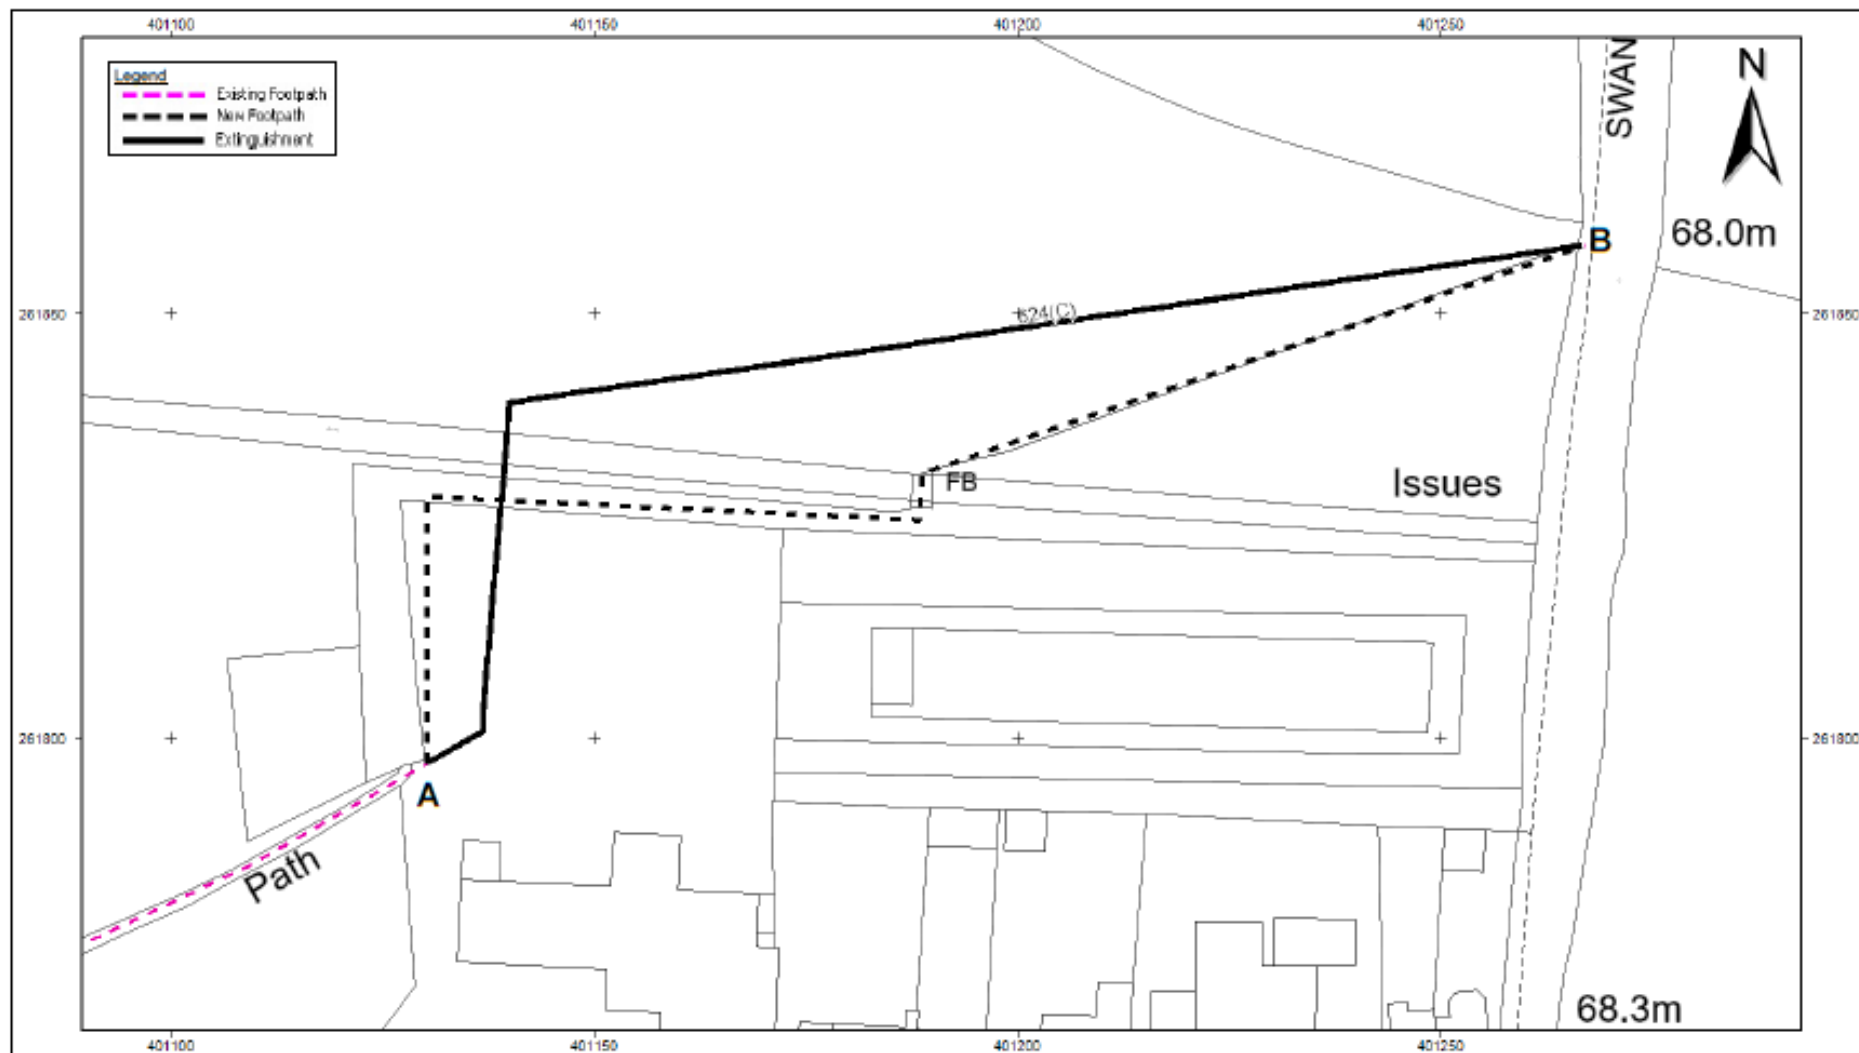 401100 401150 401200 401250
Legend
Existing Footpath
New Footpath
Extinguishment
SWAN
N
B
68.0m
261850 261850
624(C)
FB
Issues
261800 261800
A
Path
68.3m
401100 401150 401200 401250